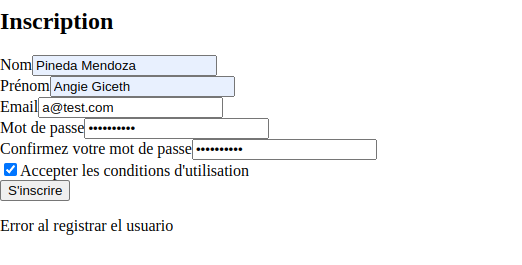 Inscription
Nom Pineda Mendoza
Prénom Angie Giceth
Email a@test.com
Mot de passe ••••••••••
Confirmez votre mot de passe ••••••••••
Accepter les conditions d'utilisation
S'inscrire
Error al registrar el usuario